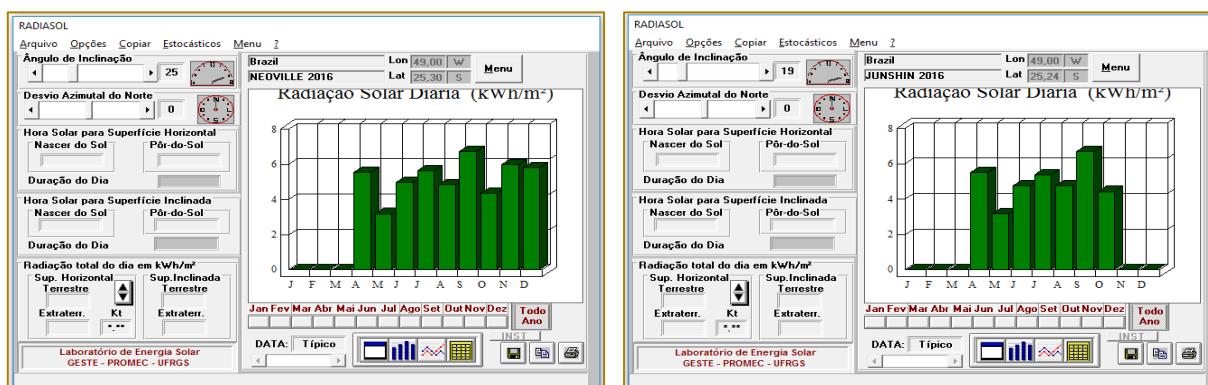 RADIASOL
Arquivo Opções Copiar Estocásticos Menu ?
Ângulo de Inclinação
25
Desvio Azimutal do Norte
0
Hora Solar para Superfície Horizontal
Nascer do Sol Pôr-do-Sol
Duração do Dia
Hora Solar para Superfície Inclinada
Nascer do Sol Pôr-do-Sol
Duração do Dia
Radiação total do dia em kWh/m²
Sup. Horizontal Sup.Inclinada
Terrestre Terrestre
Extraterr. Kt Extraterr.
*.**
Laboratório de Energia Solar
GESTE - PROMEC - UFRGS
Brazil Lon 49,00 W
NEOVILLE 2016 Lat 25,30 S
Menu
Radiação Solar Diária (kWh/m²)
8
6
4
2
0
J F M A M J J A S O N D
Jan Fev Mar Abr Mai Jun Jul Ago Set Out Nov Dez
Todo
Ano
DATA: Típico
INST
RADIASOL
Arquivo Opções Copiar Estocásticos Menu ?
Ângulo de Inclinação
19
Desvio Azimutal do Norte
0
Hora Solar para Superfície Horizontal
Nascer do Sol Pôr-do-Sol
Duração do Dia
Hora Solar para Superfície Inclinada
Nascer do Sol Pôr-do-Sol
Duração do Dia
Radiação total do dia em kWh/m²
Sup. Horizontal Sup.Inclinada
Terrestre Terrestre
Extraterr. Kt Extraterr.
*.**
Laboratório de Energia Solar
GESTE - PROMEC - UFRGS
Brazil Lon 49,00 W
JUNSHIN 2016 Lat 25,24 S
Menu
Radiação Solar Diária (kWh/m²)
8
6
4
2
0
J F M A M J J A S O N D
Jan Fev Mar Abr Mai Jun Jul Ago Set Out Nov Dez
Todo
Ano
DATA: Típico
INST